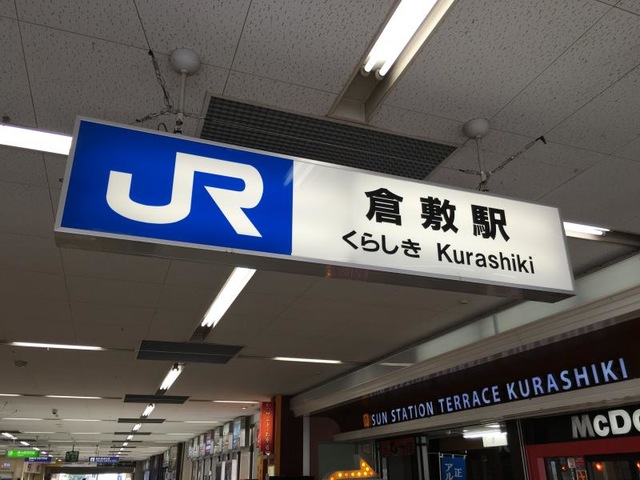 JR
倉敷駅
くらしき Kurashiki
SUN STATION TERRACE KURASHIKI
McDo